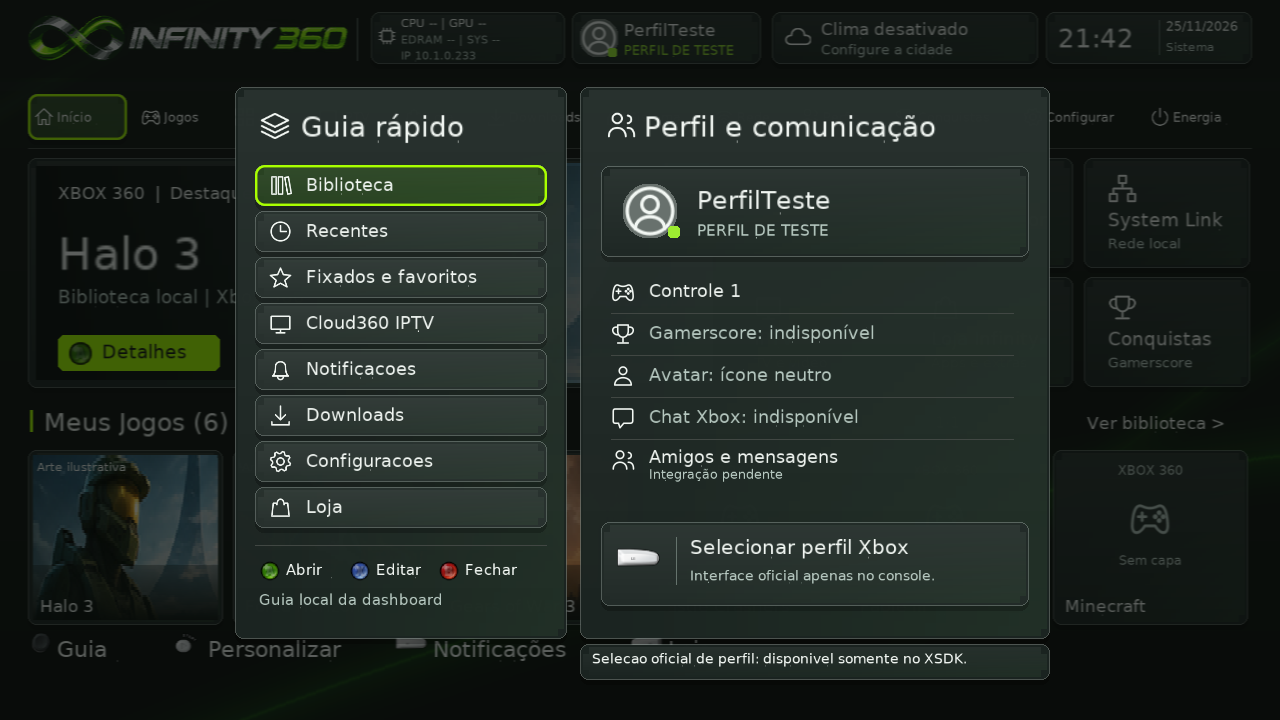 INFINITY360
CPU -- | GPU --
EDRAM -- | SYS --
IP 10.1.0.233
PerfilTeste
PERFIL DE TESTE
Clima desativado
Configure a cidade
21:42
25/11/2026
Sistema
Início
Jogos
ds
Configurar
Energia
Guia rápido
Biblioteca
Recentes
Fixados e favoritos
Cloud360 IPTV
Notificacoes
Downloads
Configuracoes
Loja
Abrir
Editar
Fechar
Guia local da dashboard
Perfil e comunicação
PerfilTeste
PERFIL DE TESTE
Controle 1
Gamerscore: indisponível
Avatar: ícone neutro
Chat Xbox: indisponível
Amigos e mensagens
Integração pendente
Selecionar perfil Xbox
Interface oficial apenas no console.
Selecao oficial de perfil: disponivel somente no XSDK.
XBOX 360 | Destaqu
Halo 3
Biblioteca local | Xb
Detalhes
System Link
Rede local
Conquistas
Gamerscore
Meus Jogos (6)
Ver biblioteca >
Arte ilustrativa
Halo 3
3
XBOX 360
Sem capa
Minecraft
Guia
Personalizar
Notificações